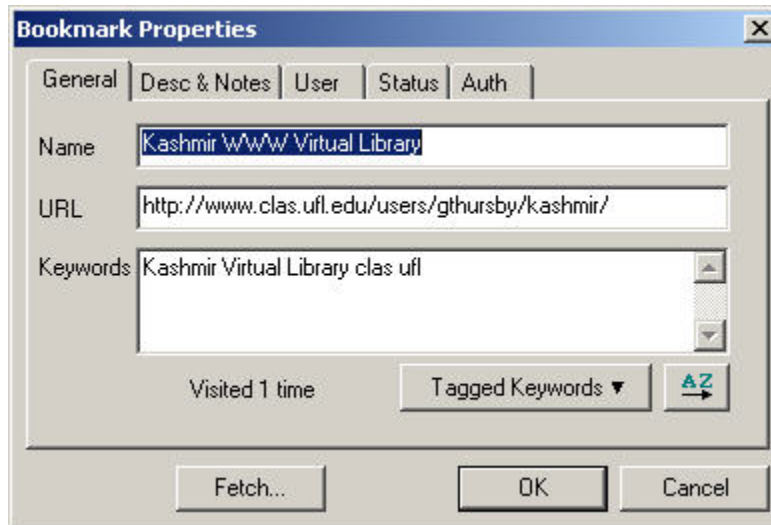 Bookmark Properties
General Desc & Notes User Status Auth
Name Kashmir WWW Virtual Library
URL http://www.clas.ufl.edu/users/gthursby/kashmir/
Keywords Kashmir Virtual Library clas ufl
Visited 1 time Tagged Keywords ▼ AZ
Fetch... OK Cancel